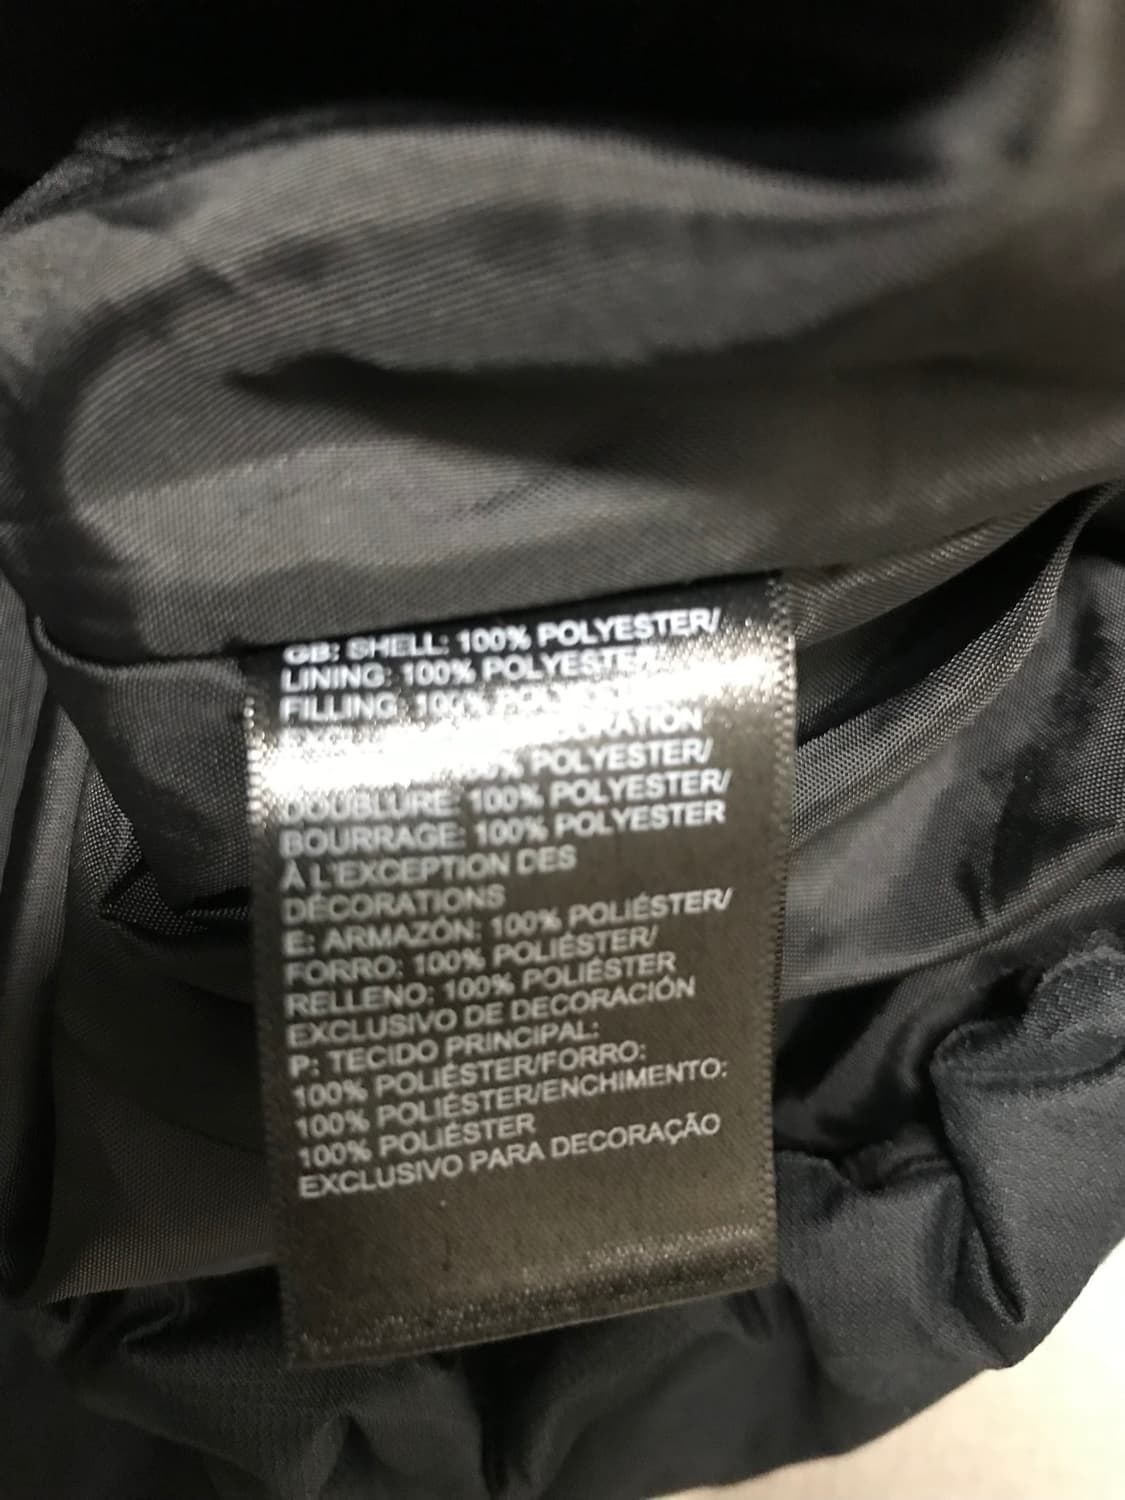 GB: SHELL: 100% POLYESTER/
LINING: 100% POLYESTER/
FILLING: 100%
POLYESTER/
DOUBLURE: 100% POLYESTER/
BOURRAGE: 100% POLYESTER
À L'EXCEPTION DES
DÉCORATIONS
E: ARMAZÓN: 100% POLIÉSTER/
FORRO: 100% POLIÉSTER/
RELLENO: 100% POLIÉSTER
EXCLUSIVO DE DECORACIÓN
P: TECIDO PRINCIPAL:
100% POLIÉSTER/FORRO:
100% POLIÉSTER/ENCHIMENTO:
100% POLIÉSTER
EXCLUSIVO PARA DECORAÇÃO